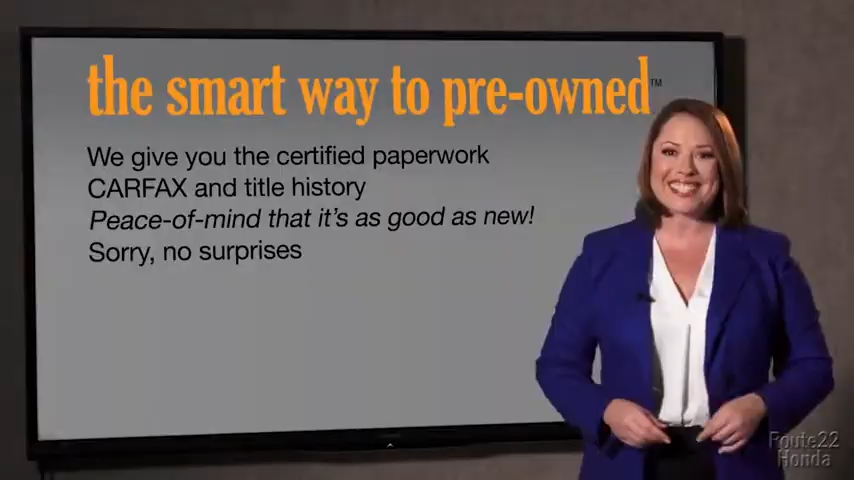 the smart way to pre-owned™
We give you the certified paperwork
CARFAX and title history
Peace-of-mind that it's as good as new!
Sorry, no surprises
Route22
Honda